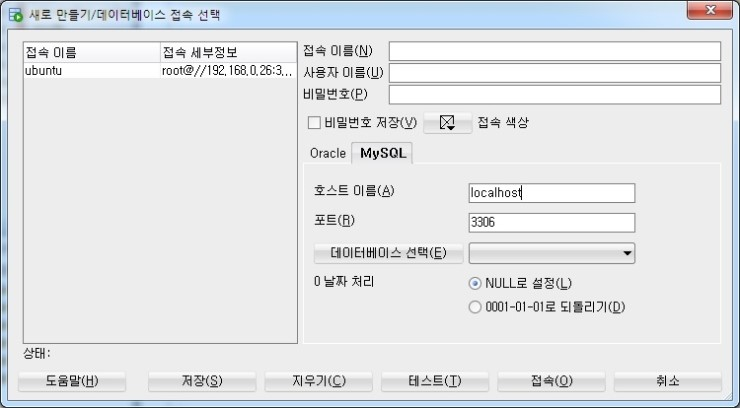 새로 만들기/데이터베이스 접속 선택
접속 이름 접속 세부정보
ubuntu root@//192,168,0,26:3,,,
접속 이름(N)
사용자 이름(U)
비밀번호(P)
비밀번호 저장(V) 접속 색상
Oracle MySQL
호스트 이름(A) localhost
포트(R) 3306
데이터베이스 선택(E)
0 날짜 처리 NULL로 설정(L)
0001-01-01로 되돌리기(D)
상태:
도움말(H) 저장(S) 지우기(C) 테스트(T) 접속(O) 취소